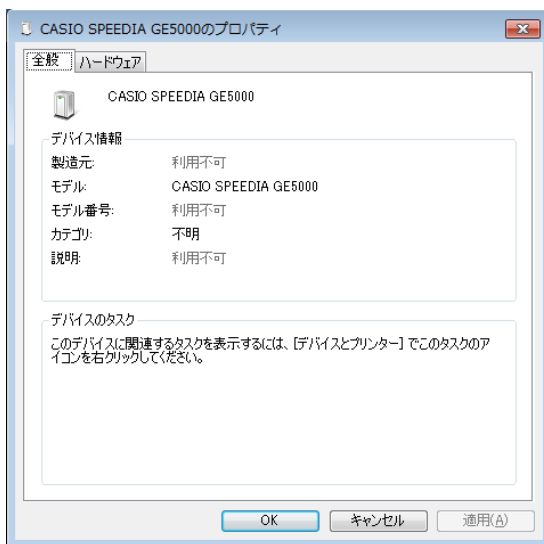 CASIO SPEEDIA GE5000のプロパティ
全般 ハードウェア
CASIO SPEEDIA GE5000
デバイス情報
製造元: 利用不可
モデル: CASIO SPEEDIA GE5000
モデル番号: 利用不可
カテゴリ: 不明
説明: 利用不可
デバイスのタスク
このデバイスに関連するタスクを表示するには、[デバイスとプリンター] でこのタスクのア
イコンを右クリックしてください。
OK キャンセル 適用(A)